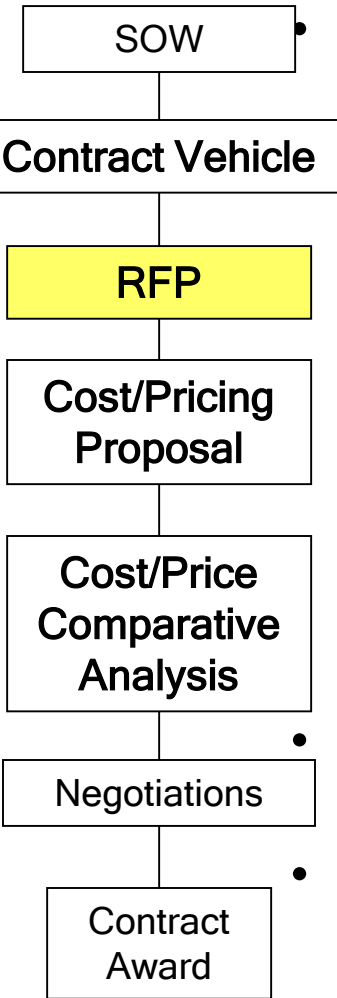 SOW
Contract Vehicle
RFP
Cost/Pricing
Proposal
Cost/Price
Comparative
Analysis
Negotiations
Contract
Award